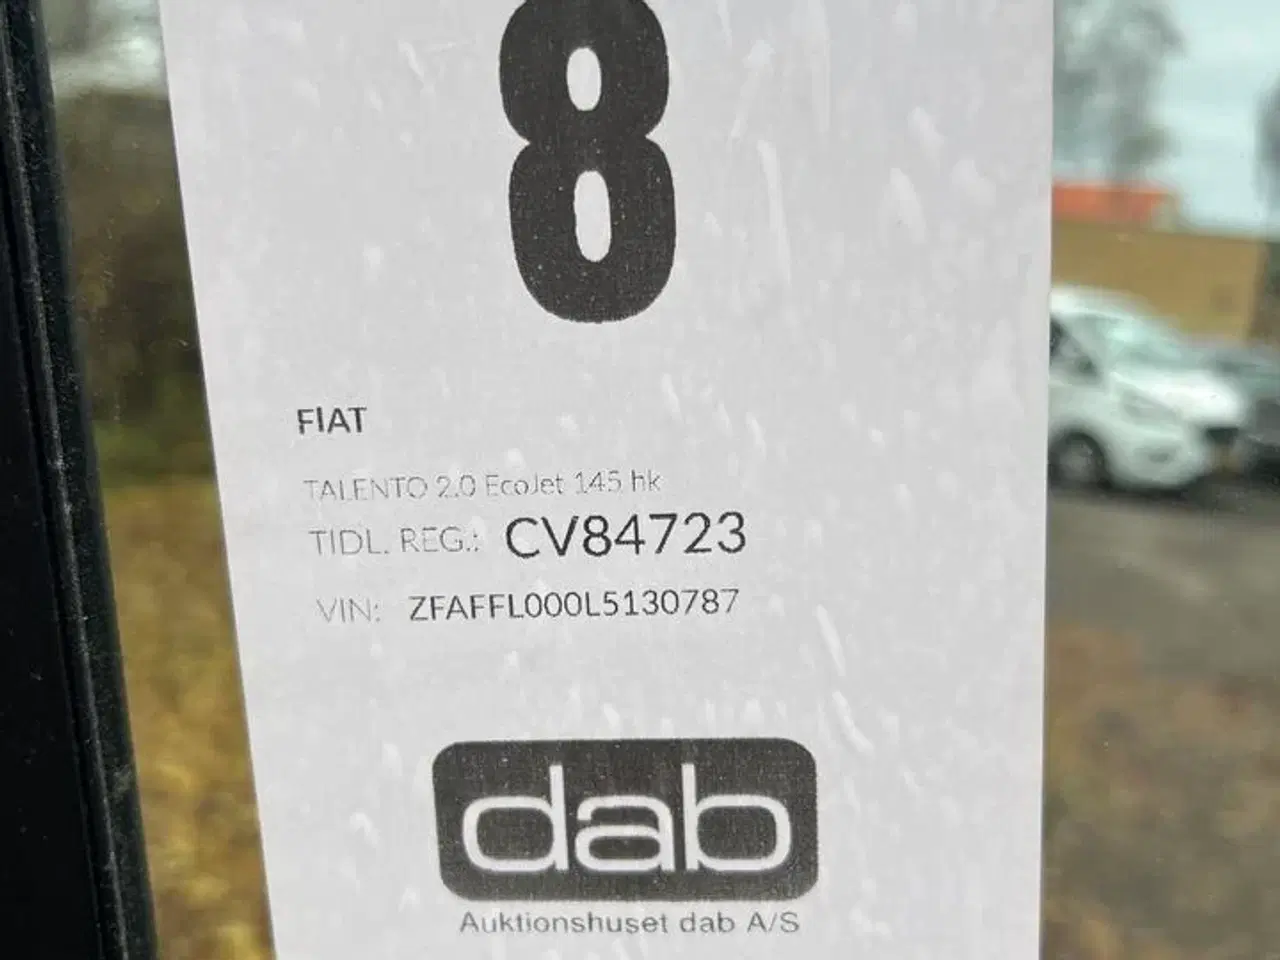 8
FIAT
TALENTO 2.0 EcoJet 145 hk
TIDL. REG.: CV84723
VIN: ZFAFFL000L5130787
dab
Auktionshuset dab A/S